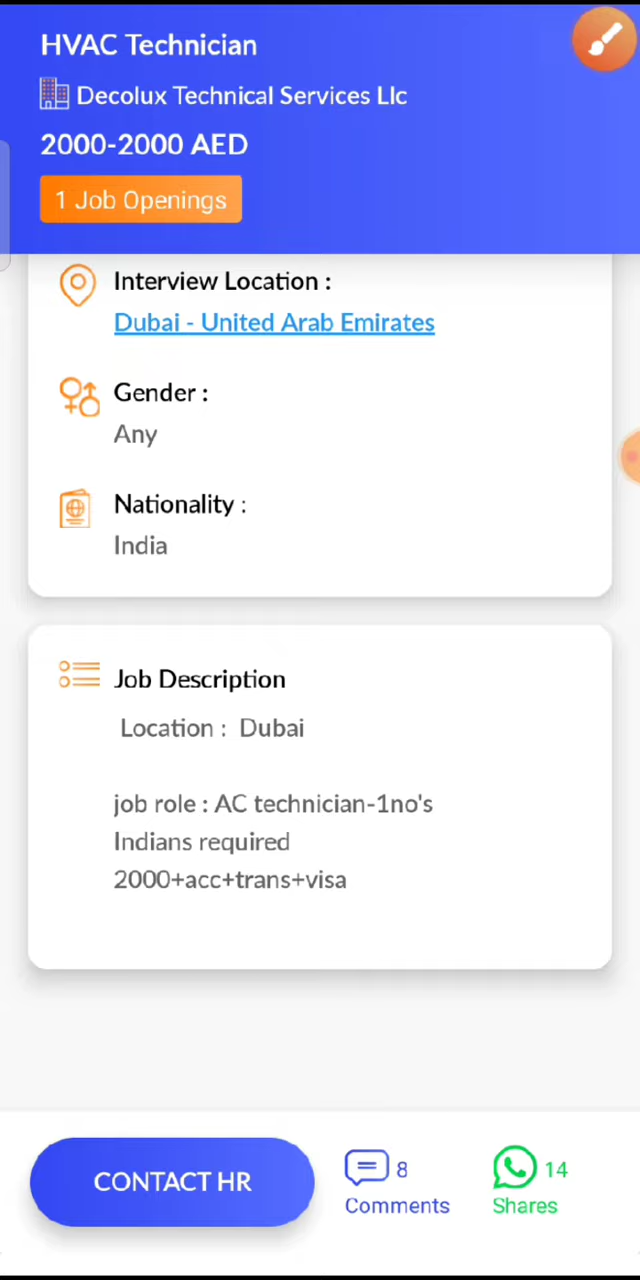 HVAC Technician
Decolux Technical Services Llc
2000-2000 AED
1 Job Openings
Interview Location :
Dubai - United Arab Emirates
Gender :
Any
Nationality :
India
Job Description
Location :  Dubai
job role : AC technician-1no's
Indians required
2000+acc+trans+visa
CONTACT HR
8
Comments
14
Shares